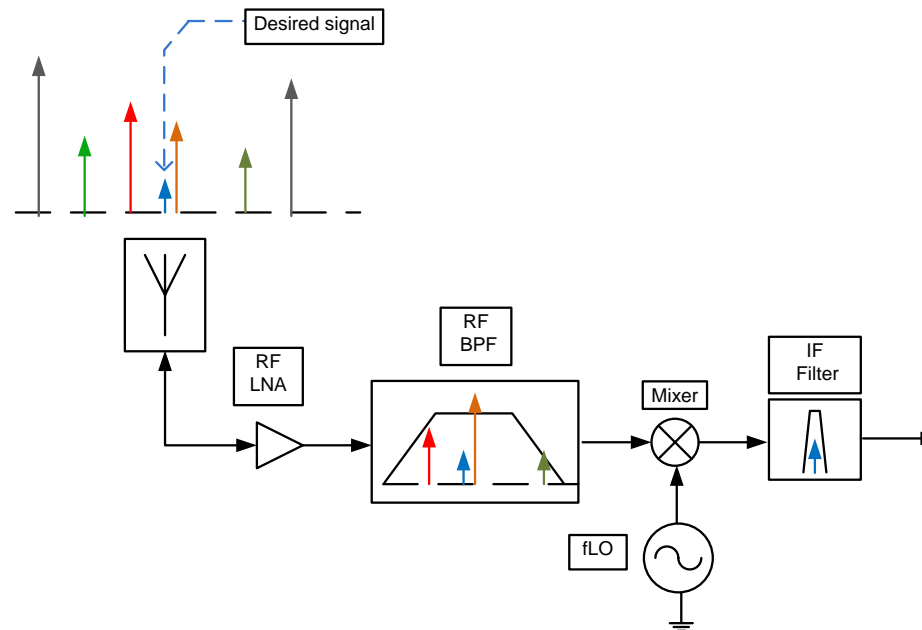 Desired signal
RF
BPF
RF
LNA
IF
Filter
Mixer
fLO